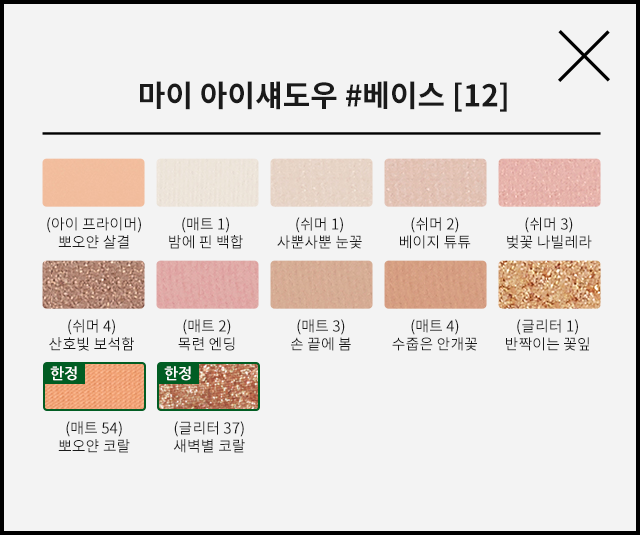 마이 아이섀도우 #베이스 [12]
(아이 프라이머)
뽀오얀 살결
(매트 1)
밤에 핀 백합
(쉬머 1)
사뿐사뿐 눈꽃
(쉬머 2)
베이지 튜튜
(쉬머 3)
벚꽃 나빌레라
(쉬머 4)
산호빛 보석함
(매트 2)
목련 엔딩
(매트 3)
손 끝에 봄
(매트 4)
수줍은 안개꽃
(글리터 1)
반짝이는 꽃잎
한정
(매트 54)
뽀오얀 코랄
한정
(글리터 37)
새벽별 코랄